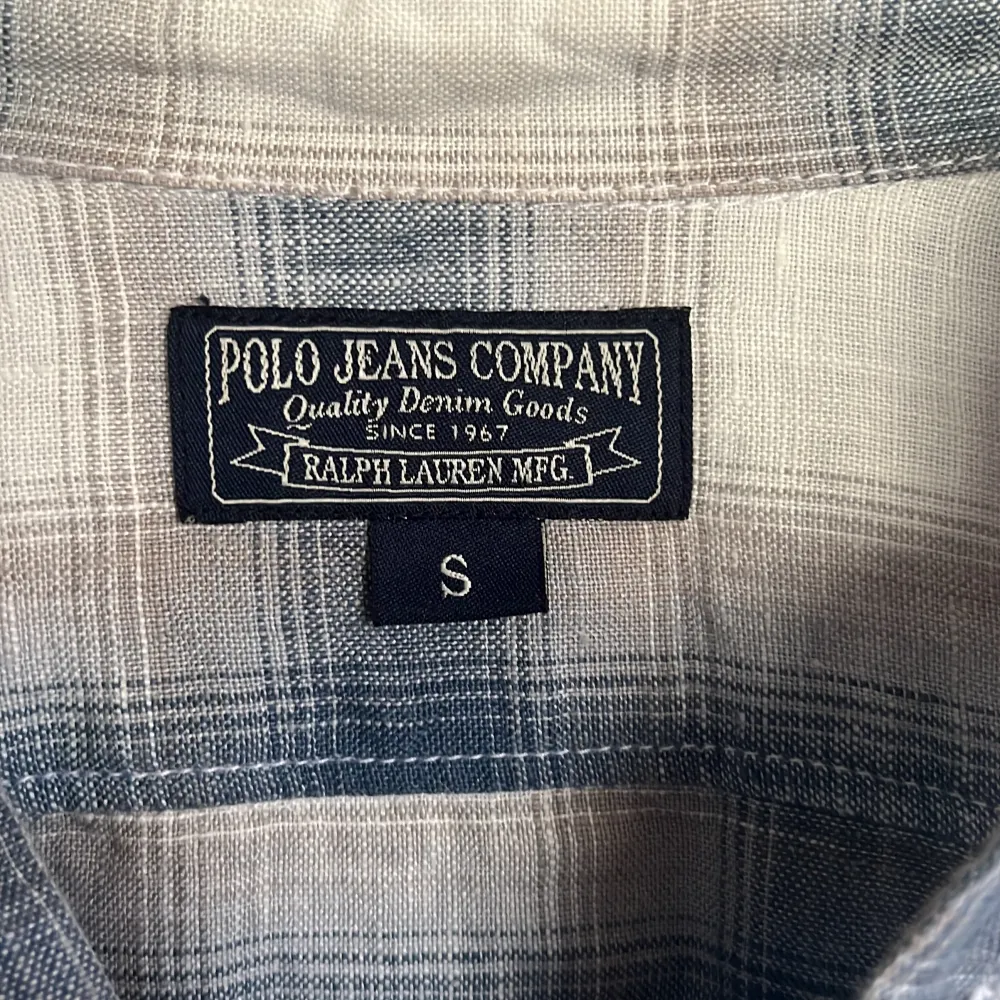 POLO JEANS COMPANY
Quality Denim Goods
SINCE 1967
RALPH LAUREN MFG.
S